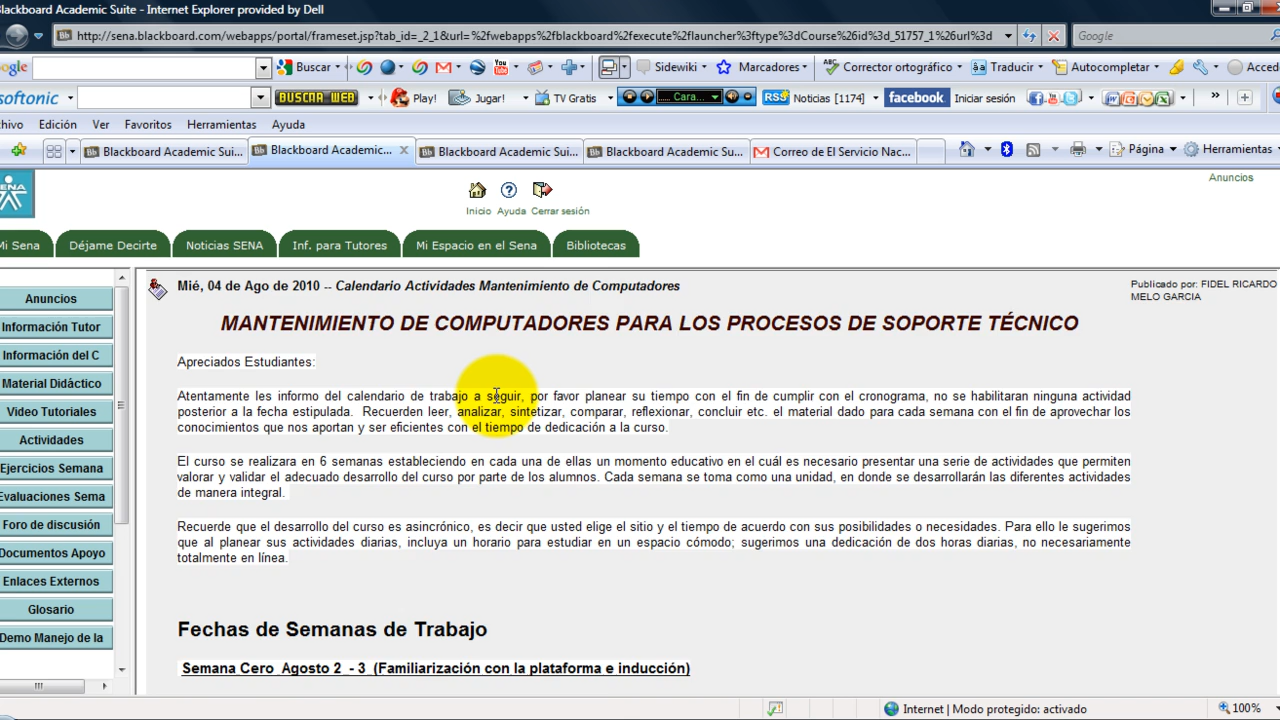 Blackboard Academic Suite - Internet Explorer provided by Dell
http://sena.blackboard.com/webapps/portal/frameset.jsp?tab_id=_2_1&url=%2fwebapps%2fblackboard%2fexecute%2flauncher%3ftype%3dCourse%26id%3d_51757_1%26url%3d
Google
ogle Buscar Sidewiki Marcadores Corrector ortográfico Traducir Autocompletar Acced
softonic BUSCAR WEB Play! Jugar! TV Gratis Cara... RSS Noticias [1174] facebook Iniciar sesión »
chivo Edición Ver Favoritos Herramientas Ayuda
Blackboard Academic Sui... Blackboard Academic... Blackboard Academic Sui... Blackboard Academic Su... Correo de El Servicio Nac... Página Herramientas
Anuncios
Inicio Ayuda Cerrar sesión
Mi Sena Déjame Decirte Noticias SENA Inf. para Tutores Mi Espacio en el Sena Bibliotecas
Anuncios
Información Tutor
Información del C
Material Didáctico
Video Tutoriales
Actividades
Ejercicios Semana
Evaluaciones Sema
Foro de discusión
Documentos Apoyo
Enlaces Externos
Glosario
Demo Manejo de la
Mié, 04 de Ago de 2010 -- Calendario Actividades Mantenimiento de Computadores
Publicado por: FIDEL RICARDO
MELO GARCIA
MANTENIMIENTO DE COMPUTADORES PARA LOS PROCESOS DE SOPORTE TÉCNICO
Apreciados Estudiantes:
Atentamente les informo del calendario de trabajo a seguir, por favor planear su tiempo con el fin de cumplir con el cronograma, no se habilitaran ninguna actividad
posterior a la fecha estipulada. Recuerden leer, analizar, sintetizar, comparar, reflexionar, concluir etc. el material dado para cada semana con el fin de aprovechar los
conocimientos que nos aportan y ser eficientes con el tiempo de dedicación a la curso.
El curso se realizara en 6 semanas estableciendo en cada una de ellas un momento educativo en el cuál es necesario presentar una serie de actividades que permiten
valorar y validar el adecuado desarrollo del curso por parte de los alumnos. Cada semana se toma como una unidad, en donde se desarrollarán las diferentes actividades
de manera integral.
Recuerde que el desarrollo del curso es asincrónico, es decir que usted elige el sitio y el tiempo de acuerdo con sus posibilidades o necesidades. Para ello le sugerimos
que al planear sus actividades diarias, incluya un horario para estudiar en un espacio cómodo; sugerimos una dedicación de dos horas diarias, no necesariamente
totalmente en línea.
Fechas de Semanas de Trabajo
Semana Cero Agosto 2 - 3 (Familiarización con la plataforma e inducción)
Internet | Modo protegido: activado 100%